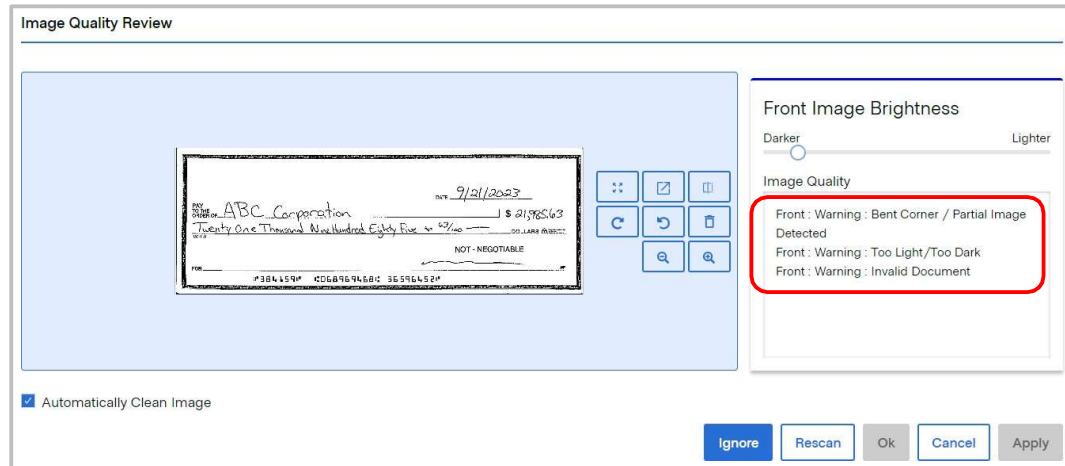 Image Quality Review
Front Image Brightness
Darker Lighter
Image Quality
Front : Warning : Bent Corner / Partial Image
Detected
Front : Warning : Too Light/Too Dark
Front : Warning : Invalid Document
DATE 9/21/2023
PAY
TO THE
ORDER OF ABC Corporation $ 21,985.63
Twenty One Thousand Nine Hundred Eighty Five + 63/100 DOLLARS
NOT - NEGOTIABLE
FOR
⑈384459⑈ ⑆068969468⑆ 36596452⑈
Automatically Clean Image
Ignore Rescan Ok Cancel Apply